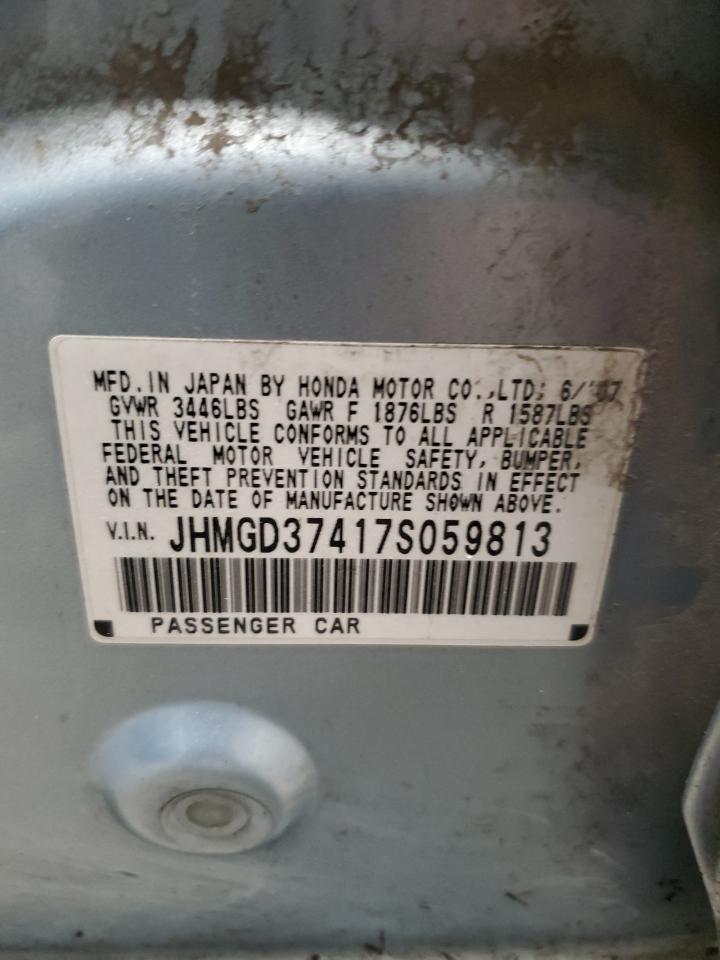 MFD. IN JAPAN BY HONDA MOTOR CO., LTD; 6/'07
GVWR 3446LBS GAWR F 1876LBS R 1587LBS
THIS VEHICLE CONFORMS TO ALL APPLICABLE
FEDERAL MOTOR VEHICLE SAFETY, BUMPER,
AND THEFT PREVENTION STANDARDS IN EFFECT
ON THE DATE OF MANUFACTURE SHOWN ABOVE.
V.I.N. JHMGD37417S059813
PASSENGER CAR